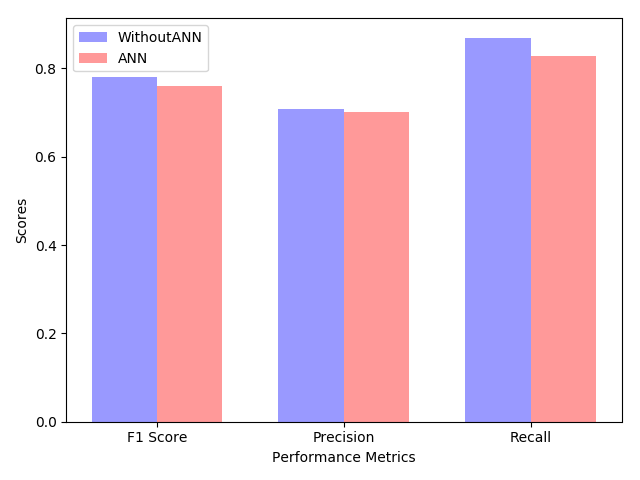 WithoutANN
ANN
0.8
0.6
0.4
0.2
0.0
Scores
F1 Score
Precision
Recall
Performance Metrics